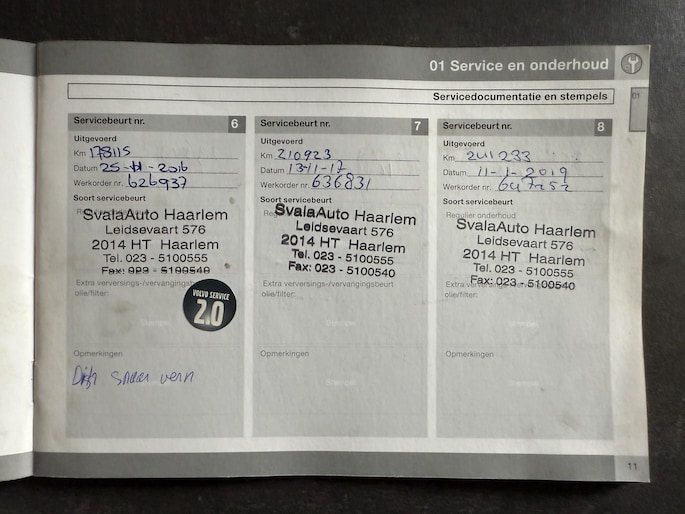 01 Service en onderhoud
Servicedocumentatie en stempels
01
Servicebeurt nr. 6
Uitgevoerd
Km 178115
Datum 25-11-2016
Werkorder nr. 626937
Soort servicebeurt
SvalaAuto Haarlem
Leidsevaart 576
2014 HT Haarlem
Tel. 023 - 5100555
Fax: 023 - 5100540
Extra verversings-/vervangingsbeurt
olie/filter:
VOLVO SERVICE
2.0
Opmerkingen
Servicebeurt nr. 7
Uitgevoerd
Km 210923
Datum 13-11-17
Werkorder nr. 636831
Soort servicebeurt
SvalaAuto Haarlem
Leidsevaart 576
2014 HT Haarlem
Tel. 023 - 5100555
Fax: 023 - 5100540
Extra verversings-/vervangingsbeurt
olie/filter:
Opmerkingen
Servicebeurt nr. 8
Uitgevoerd
Km 241233
Datum 11-1-2019
Werkorder nr.
Soort servicebeurt
Regulier onderhoud
SvalaAuto Haarlem
Leidsevaart 576
2014 HT Haarlem
Tel. 023 - 5100555
Fax: 023 - 5100540
Extra verversings-/vervangingsbeurt
olie/filter:
Opmerkingen
11